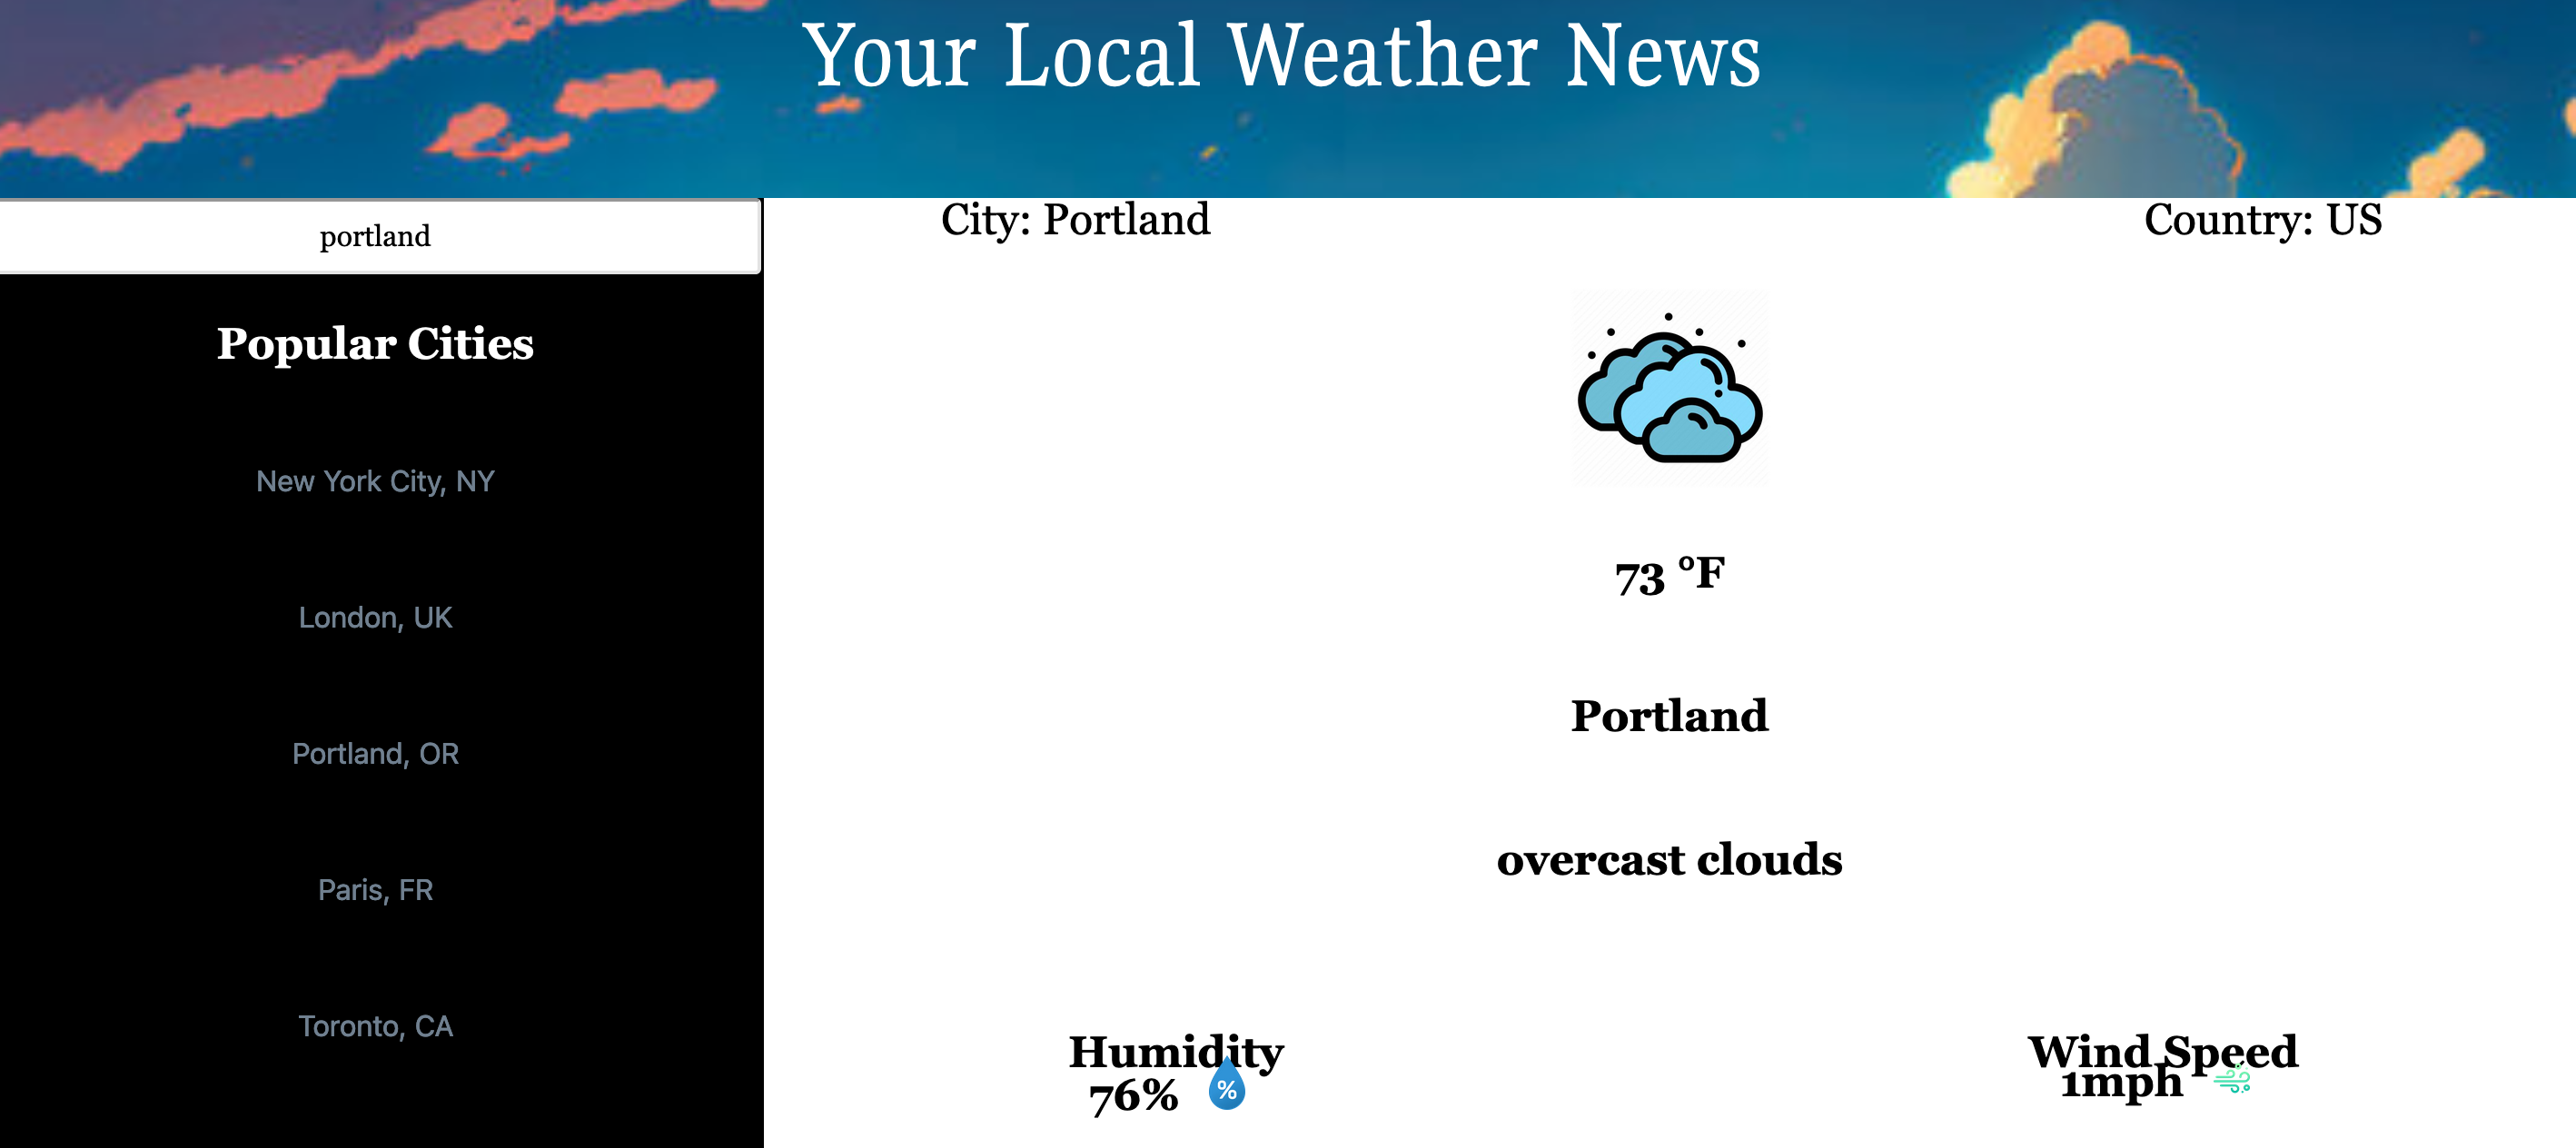 Your Local Weather News
portland
Popular Cities
New York City, NY
London, UK
Portland, OR
Paris, FR
Toronto, CA
City: Portland
Country: US
73 °F
Portland
overcast clouds
Humidity
76% %
Wind Speed
1mph